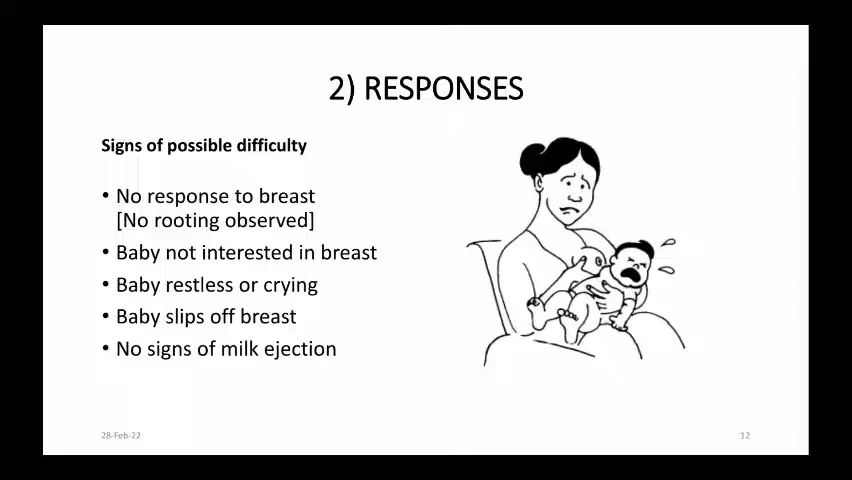 2) RESPONSES
Signs of possible difficulty
• No response to breast
[No rooting observed]
• Baby not interested in breast
• Baby restless or crying
• Baby slips off breast
• No signs of milk ejection
28-Feb-22
12